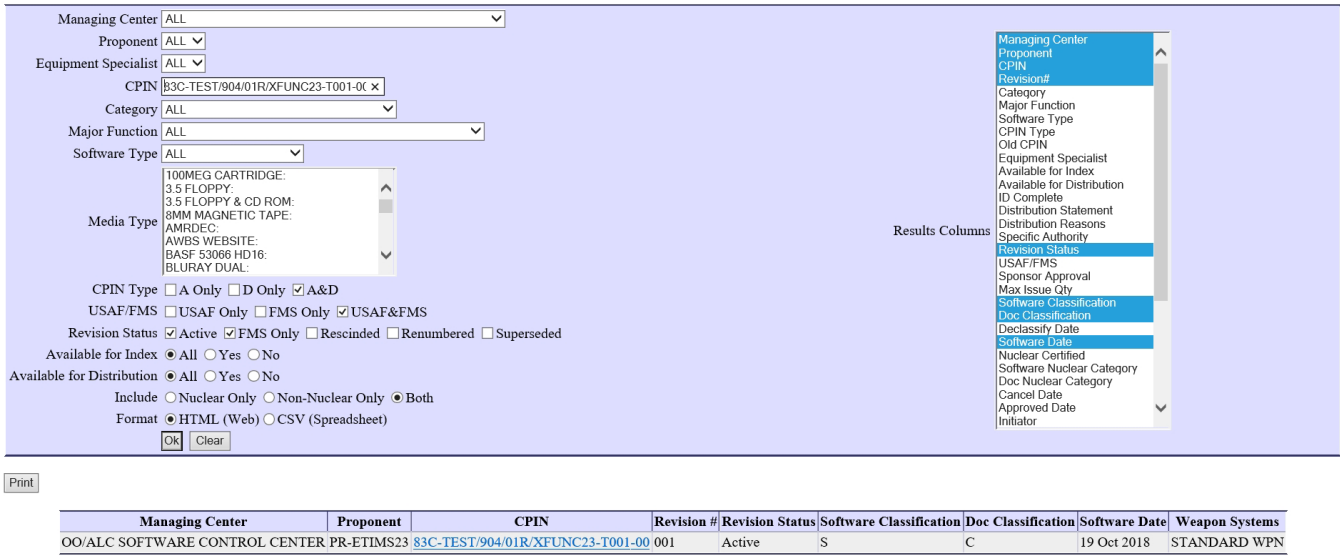 Managing Center ALL
Proponent ALL
Equipment Specialist ALL
CPIN 83C-TEST/904/01R/XFUNC23-T001-0( ×
Category ALL
Major Function ALL
Software Type ALL
Media Type
100MEG CARTRIDGE:
3.5 FLOPPY:
3.5 FLOPPY & CD ROM:
8MM MAGNETIC TAPE:
AMRDEC:
AWBS WEBSITE:
BASF 53066 HD16:
BLURAY DUAL:
CPIN Type A Only D Only A&D
USAF/FMS USAF Only FMS Only USAF&FMS
Revision Status Active FMS Only Rescinded Renumbered Superseded
Available for Index All Yes No
Available for Distribution All Yes No
Include Nuclear Only Non-Nuclear Only Both
Format HTML (Web) CSV (Spreadsheet)
Ok Clear
Results Columns
Managing Center
Proponent
CPIN
Revision#
Category
Major Function
Software Type
CPIN Type
Old CPIN
Equipment Specialist
Available for Index
Available for Distribution
ID Complete
Distribution Statement
Distribution Reasons
Specific Authority
Revision Status
USAF/FMS
Sponsor Approval
Max Issue Qty
Software Classification
Doc Classification
Declassify Date
Software Date
Nuclear Certified
Software Nuclear Category
Doc Nuclear Category
Cancel Date
Approved Date
Initiator
Print
Managing Center Proponent CPIN Revision # Revision Status Software Classification Doc Classification Software Date Weapon Systems
OO/ALC SOFTWARE CONTROL CENTER PR-ETIMS23 83C-TEST/904/01R/XFUNC23-T001-00 001 Active S C 19 Oct 2018 STANDARD WPN